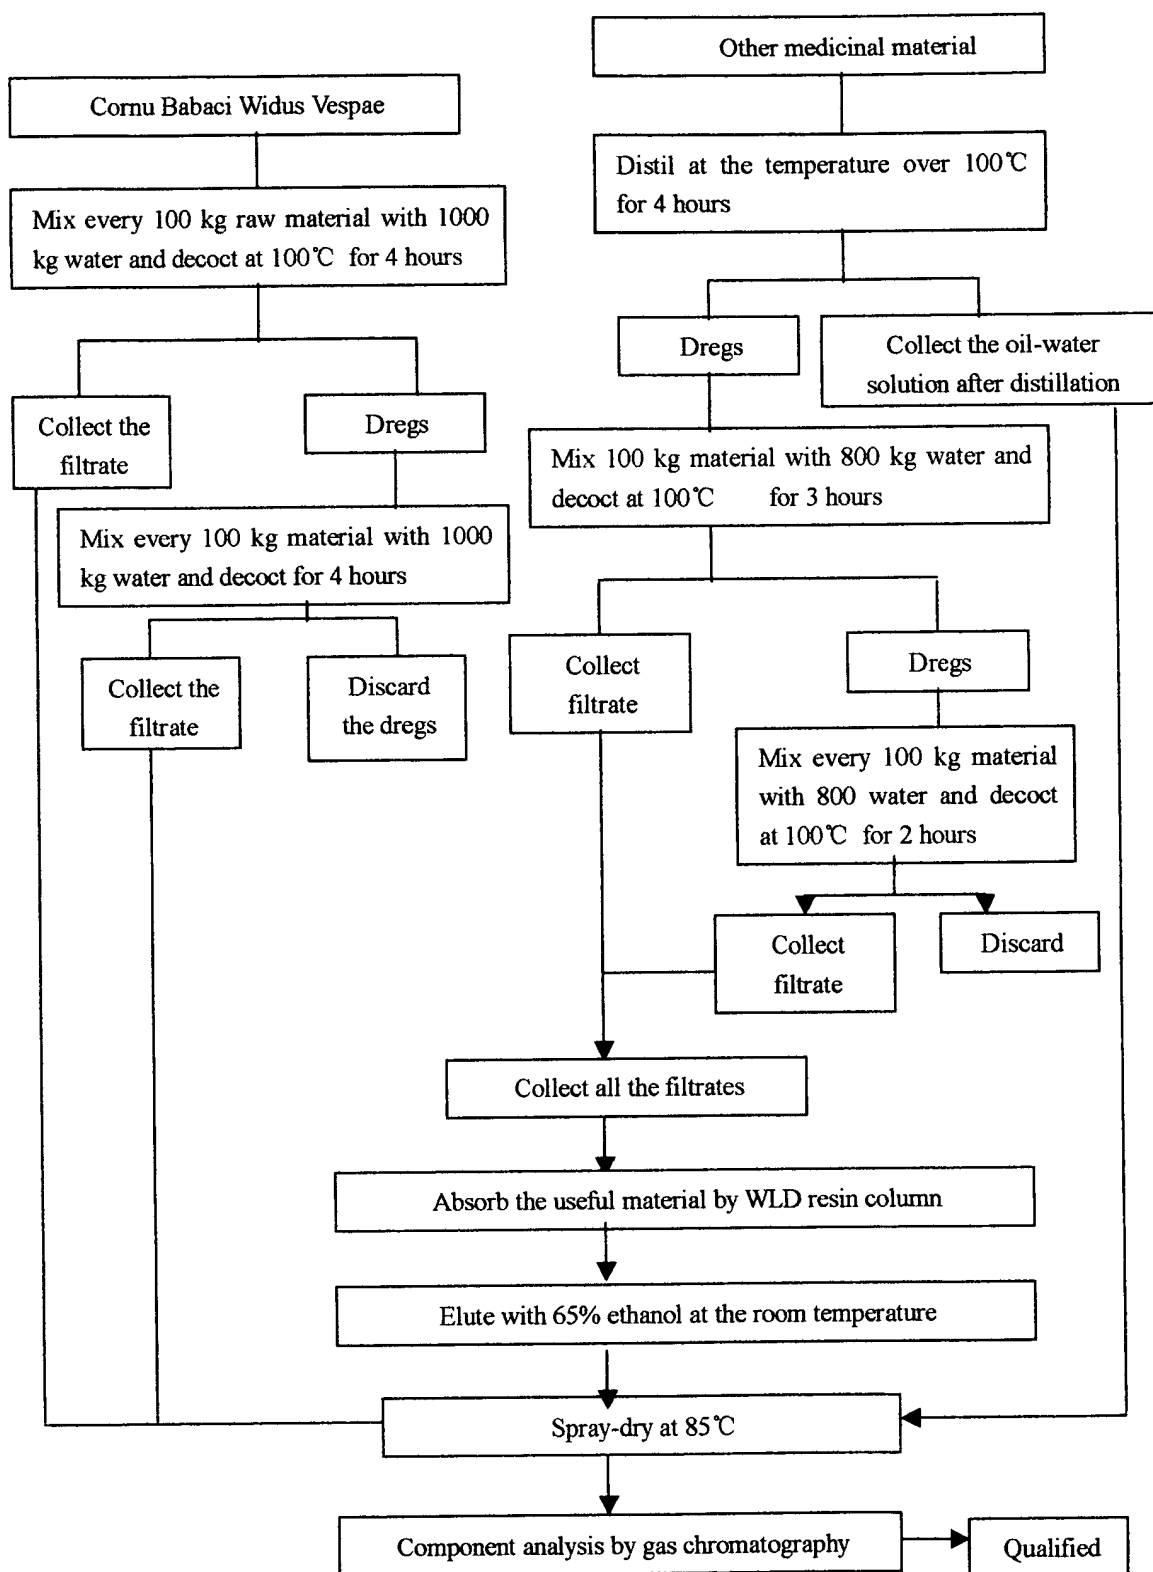 Other medicinal material
Cornu Babaci Widus Vespae
Distil at the temperature over 100℃
for 4 hours
Mix every 100 kg raw material with 1000
kg water and decoct at 100℃ for 4 hours
Dregs
Collect the oil-water
solution after distillation
Collect the
filtrate
Dregs
Mix 100 kg material with 800 kg water and
decoct at 100℃ for 3 hours
Mix every 100 kg material with 1000
kg water and decoct for 4 hours
Collect
filtrate
Dregs
Collect the
filtrate
Discard
the dregs
Mix every 100 kg material
with 800 water and decoct
at 100℃ for 2 hours
Collect
filtrate
Discard
Collect all the filtrates
Absorb the useful material by WLD resin column
Elute with 65% ethanol at the room temperature
Spray-dry at 85℃
Component analysis by gas chromatography
Qualified